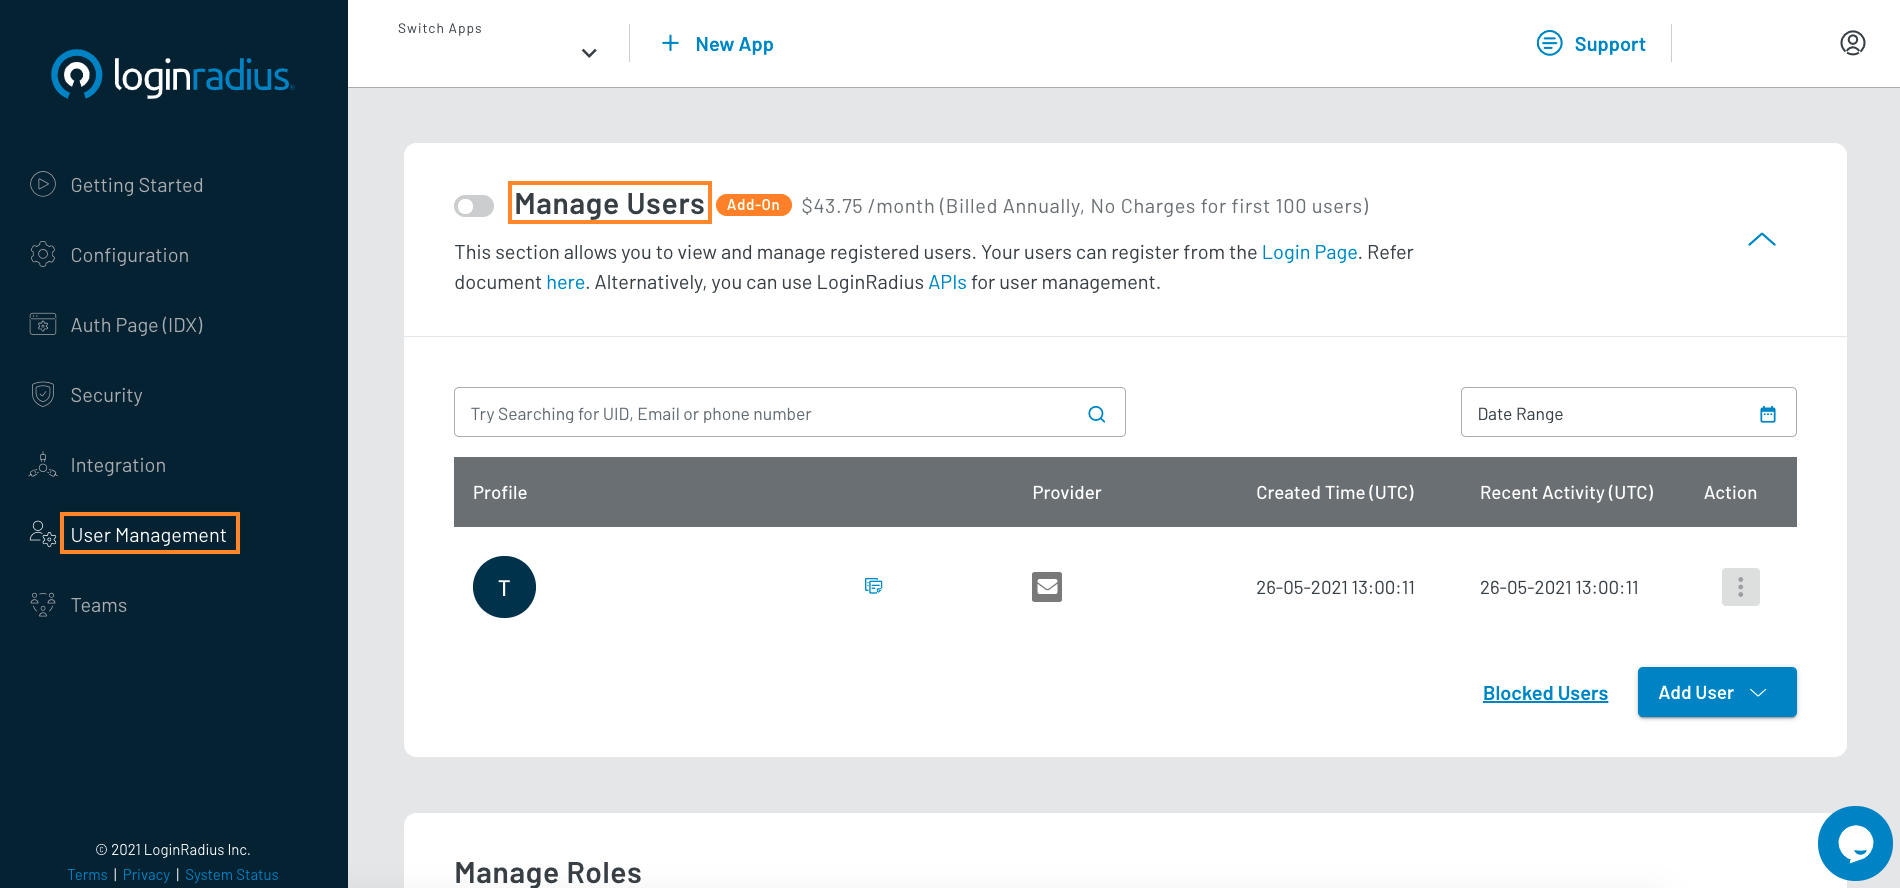 loginradius
Getting Started
Configuration
Auth Page (IDX)
Security
Integration
User Management
Teams
© 2021 LoginRadius Inc.
Terms | Privacy | System Status
Switch Apps
New App
Support
Manage Users Add-On $43.75 /month (Billed Annually, No Charges for first 100 users)
This section allows you to view and manage registered users. Your users can register from the Login Page. Refer
document here. Alternatively, you can use LoginRadius APIs for user management.
Try Searching for UID, Email or phone number
Date Range
Profile Provider Created Time (UTC) Recent Activity (UTC) Action
T 26-05-2021 13:00:11 26-05-2021 13:00:11
Blocked Users Add User
Manage Roles